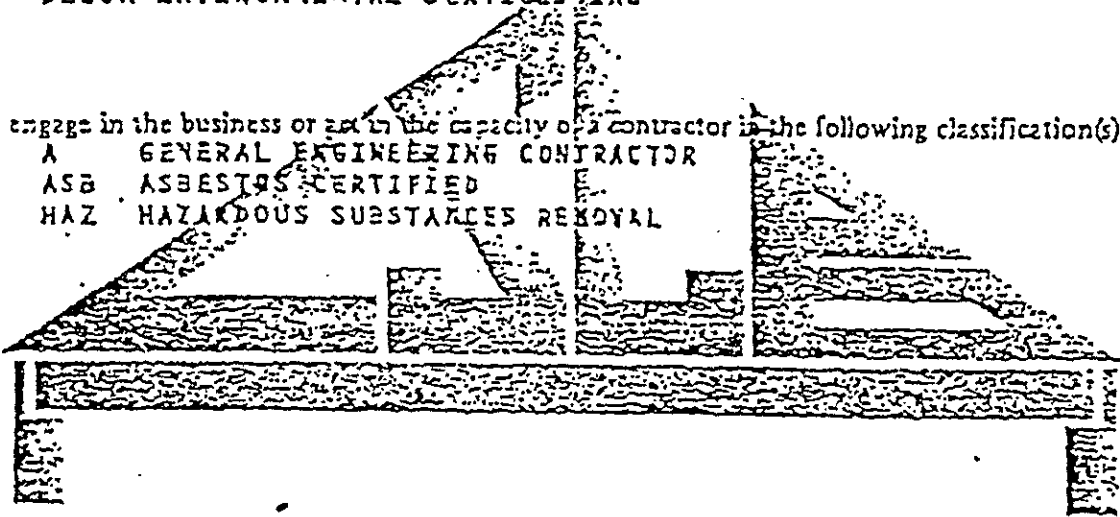 engage in the business or act in the capacity of a contractor in the following classification(s)
A GENERAL ENGINEERING CONTRACTOR
ASB ASBESTOS CERTIFIED
HAZ HAZARDOUS SUBSTANCES REMOVAL